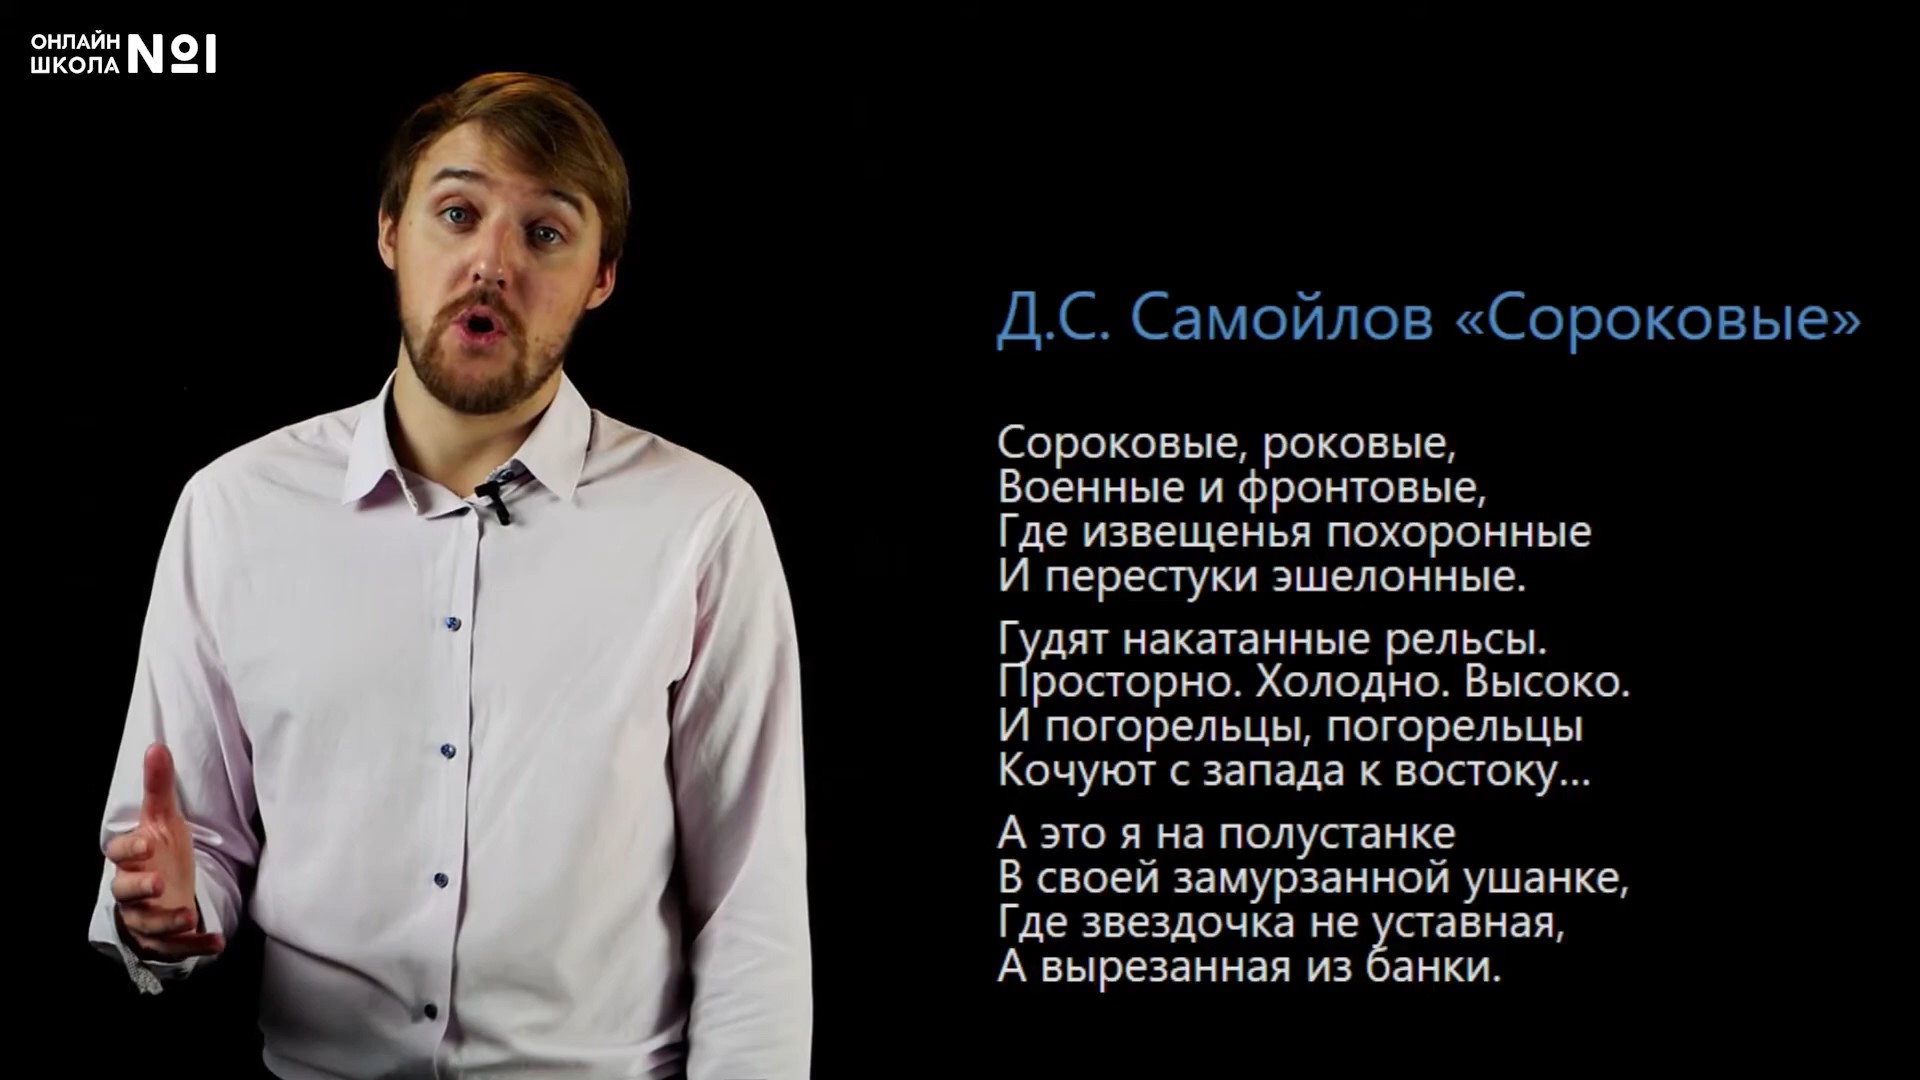 ОНЛАЙН
ШКОЛА №1
Д.С. Самойлов «Сороковые»
Сороковые, роковые,
Военные и фронтовые,
Где извещенья похоронные
И перестуки эшелонные.
Гудят накатанные рельсы.
Просторно. Холодно. Высоко.
И погорельцы, погорельцы
Кочуют с запада к востоку...
А это я на полустанке
В своей замурзанной ушанке,
Где звездочка не уставная,
А вырезанная из банки.